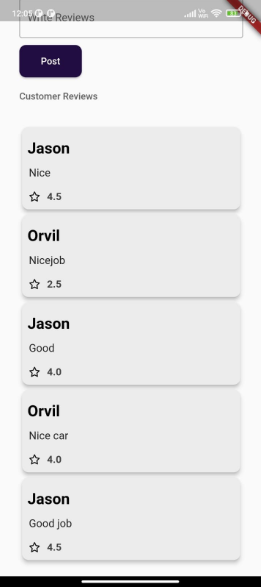 12:05
Write Reviews
DEBUG
Post
Customer Reviews
Jason
Nice
4.5
Orvil
Nicejob
2.5
Jason
Good
4.0
Orvil
Nice car
4.0
Jason
Good job
4.5